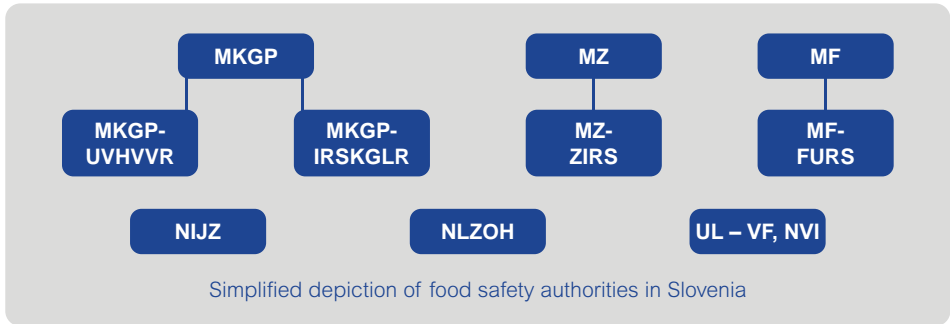 MKGP
MZ
MF
MKGP-
UVHVVR
MKGP-
IRSKGLR
MZ-
ZIRS
MF-
FURS
NIJZ
NLZOH
UL – VF, NVI
Simplified depiction of food safety authorities in Slovenia